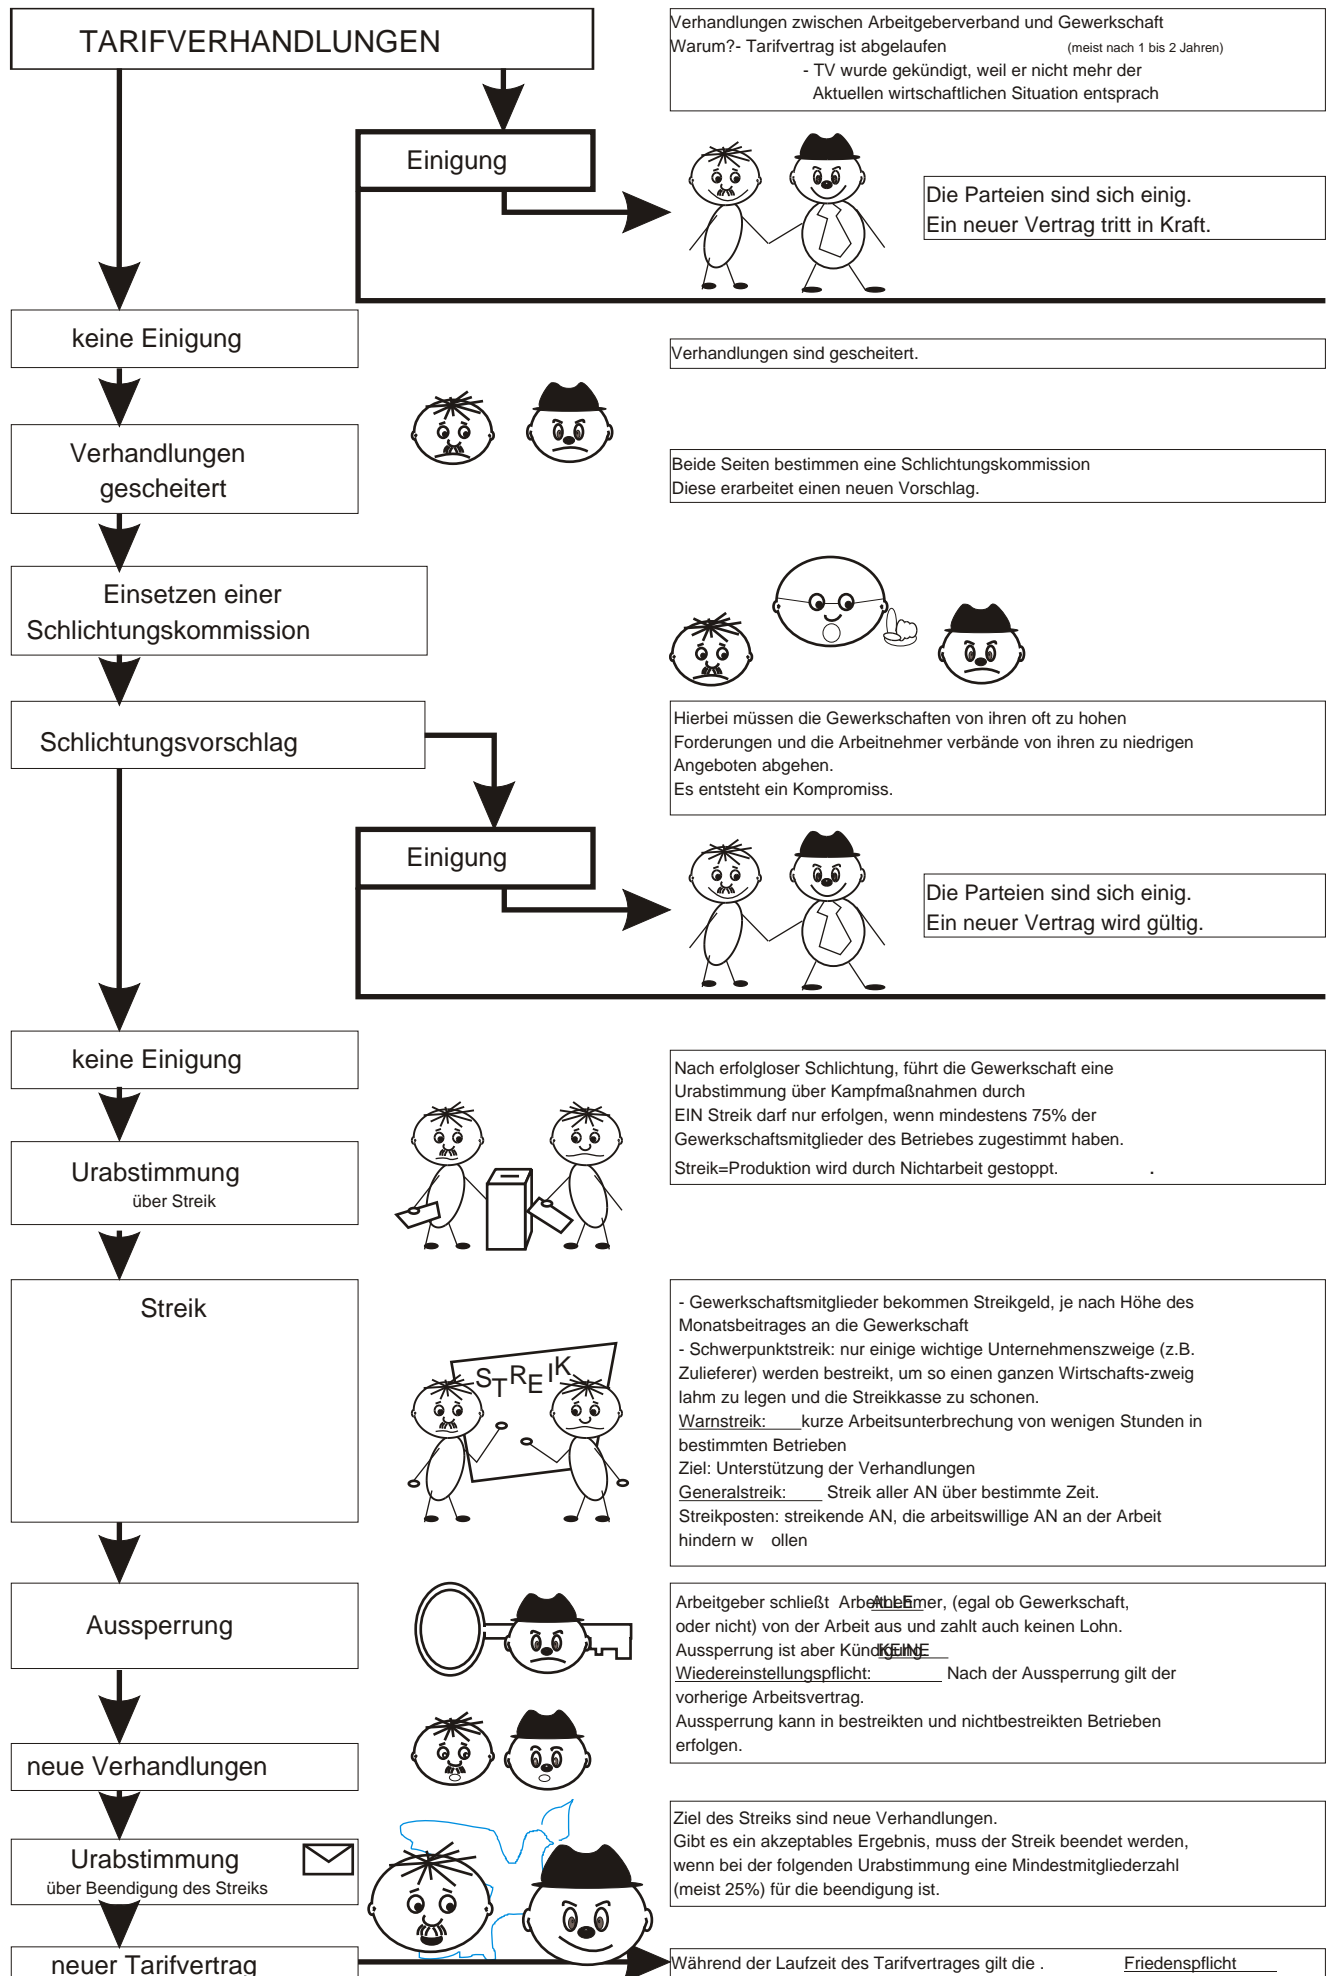 TARIFVERHANDLUNGEN
Verhandlungen zwischen Arbeitgeberverband und Gewerkschaft
Warum?- Tarifvertrag ist abgelaufen (meist nach 1 bis 2 Jahren)
- TV wurde gekündigt, weil er nicht mehr der
Aktuellen wirtschaftlichen Situation entsprach
Einigung
Die Parteien sind sich einig.
Ein neuer Vertrag tritt in Kraft.
keine Einigung
Verhandlungen sind gescheitert.
Verhandlungen
gescheitert
Beide Seiten bestimmen eine Schlichtungskommission
Diese erarbeitet einen neuen Vorschlag.
Einsetzen einer
Schlichtungskommission
Schlichtungsvorschlag
Hierbei müssen die Gewerkschaften von ihren oft zu hohen
Forderungen und die Arbeitnehmer verbände von ihren zu niedrigen
Angeboten abgehen.
Es entsteht ein Kompromiss.
Einigung
Die Parteien sind sich einig.
Ein neuer Vertrag wird gültig.
keine Einigung
Nach erfolgloser Schlichtung, führt die Gewerkschaft eine
Urabstimmung über Kampfmaßnahmen durch
EIN Streik darf nur erfolgen, wenn mindestens 75% der
Gewerkschaftsmitglieder des Betriebes zugestimmt haben.
Streik=Produktion wird durch Nichtarbeit gestoppt. .
Urabstimmung
über Streik
Streik
STREIK
- Gewerkschaftsmitglieder bekommen Streikgeld, je nach Höhe des
Monatsbeitrages an die Gewerkschaft
- Schwerpunktstreik: nur einige wichtige Unternehmenszweige (z.B.
Zulieferer) werden bestreikt, um so einen ganzen Wirtschafts-zweig
lahm zu legen und die Streikkasse zu schonen.
Warnstreik: kurze Arbeitsunterbrechung von wenigen Stunden in
bestimmten Betrieben
Ziel: Unterstützung der Verhandlungen
Generalstreik: Streik aller AN über bestimmte Zeit.
Streikposten: streikende AN, die arbeitswillige AN an der Arbeit
hindern w ollen
Aussperrung
Arbeitgeber schließt ALLE Arbeitnehmer, (egal ob Gewerkschaft,
oder nicht) von der Arbeit aus und zahlt auch keinen Lohn.
Aussperrung ist aber KEINE Kündigung
Wiedereinstellungspflicht: Nach der Aussperrung gilt der
vorherige Arbeitsvertrag.
Aussperrung kann in bestreikten und nichtbestreikten Betrieben
erfolgen.
neue Verhandlungen
Ziel des Streiks sind neue Verhandlungen.
Gibt es ein akzeptables Ergebnis, muss der Streik beendet werden,
wenn bei der folgenden Urabstimmung eine Mindestmitgliederzahl
(meist 25%) für die beendigung ist.
Urabstimmung
über Beendigung des Streiks
neuer Tarifvertrag
Während der Laufzeit des Tarifvertrages gilt die . Friedenspflicht